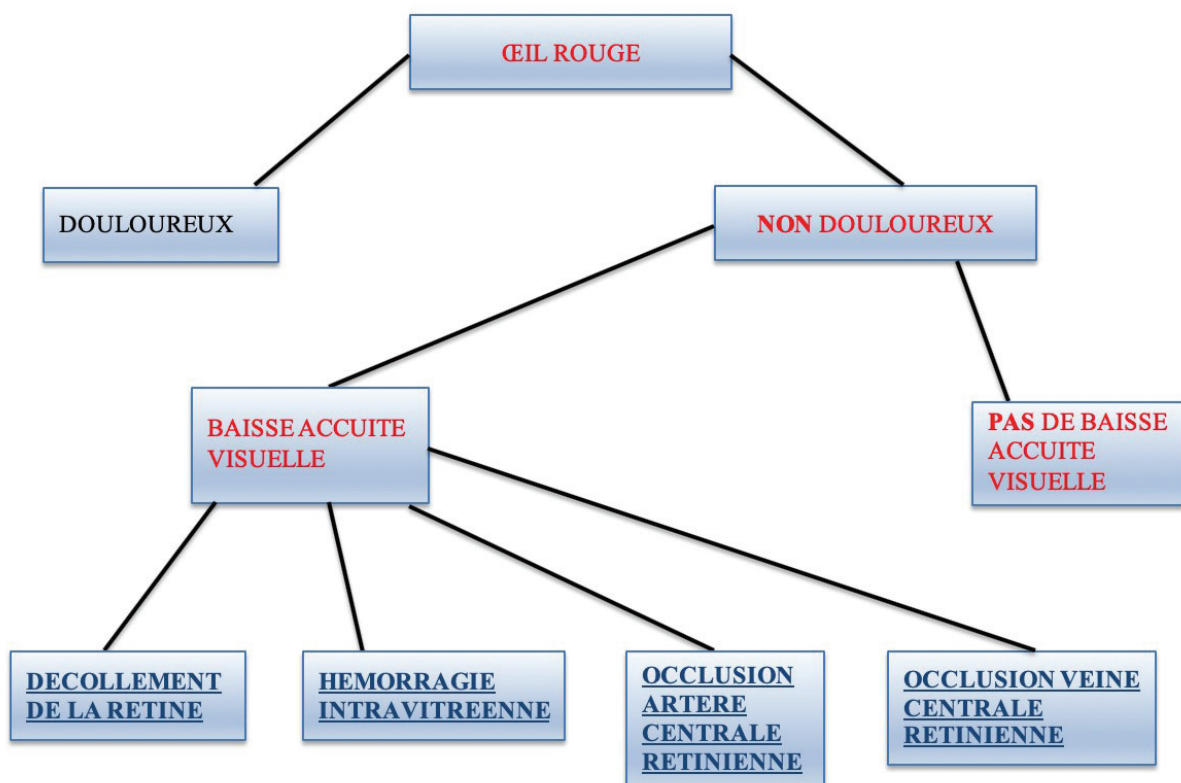 ŒIL ROUGE
DOULOUREUX
NON DOULOUREUX
BAISSE ACCUITE
VISUELLE
PAS DE BAISSE
ACCUITE
VISUELLE
DECOLLEMENT
DE LA RETINE
HEMORRAGIE
INTRAVITREENNE
OCCLUSION
ARTERE
CENTRALE
RETINIENNE
OCCLUSION VEINE
CENTRALE
RETINIENNE